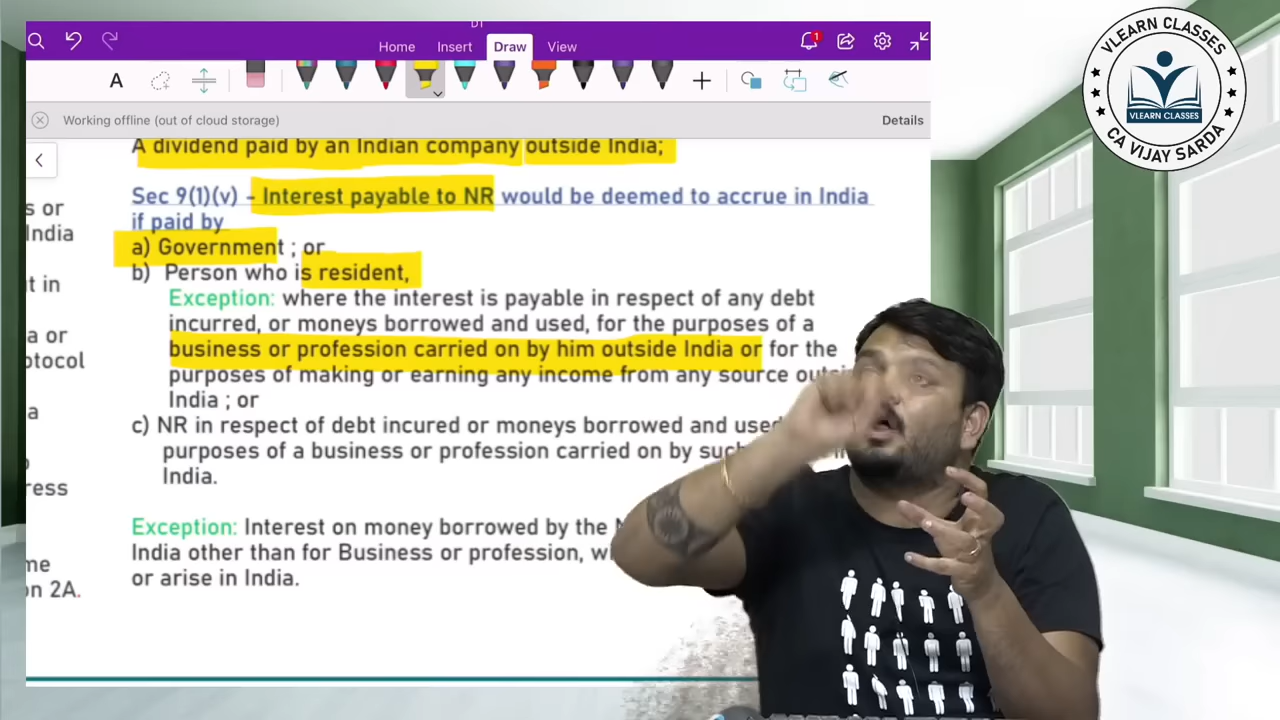 Home Insert Draw View
1
A
Working offline (out of cloud storage) Details
A dividend paid by an Indian company outside India;
Sec 9(1)(v) - Interest payable to NR would be deemed to accrue in India
if paid by
a) Government ; or
b) Person who is resident,
Exception: where the interest is payable in respect of any debt
incurred, or moneys borrowed and used, for the purposes of a
business or profession carried on by him outside India or for the
purposes of making or earning any income from any source
India ; or
c) NR in respect of debt incured or moneys borrowed and used
purposes of a business or profession carried on by such
India.
Exception: Interest on money borrowed by the
India other than for Business or profession,
or arise in India.
s or
India
t in
a or
otocol
a
ress
me
on 2A.
VLEARN CLASSES
VLEARN CLASSES
CA VIJAY SARDA